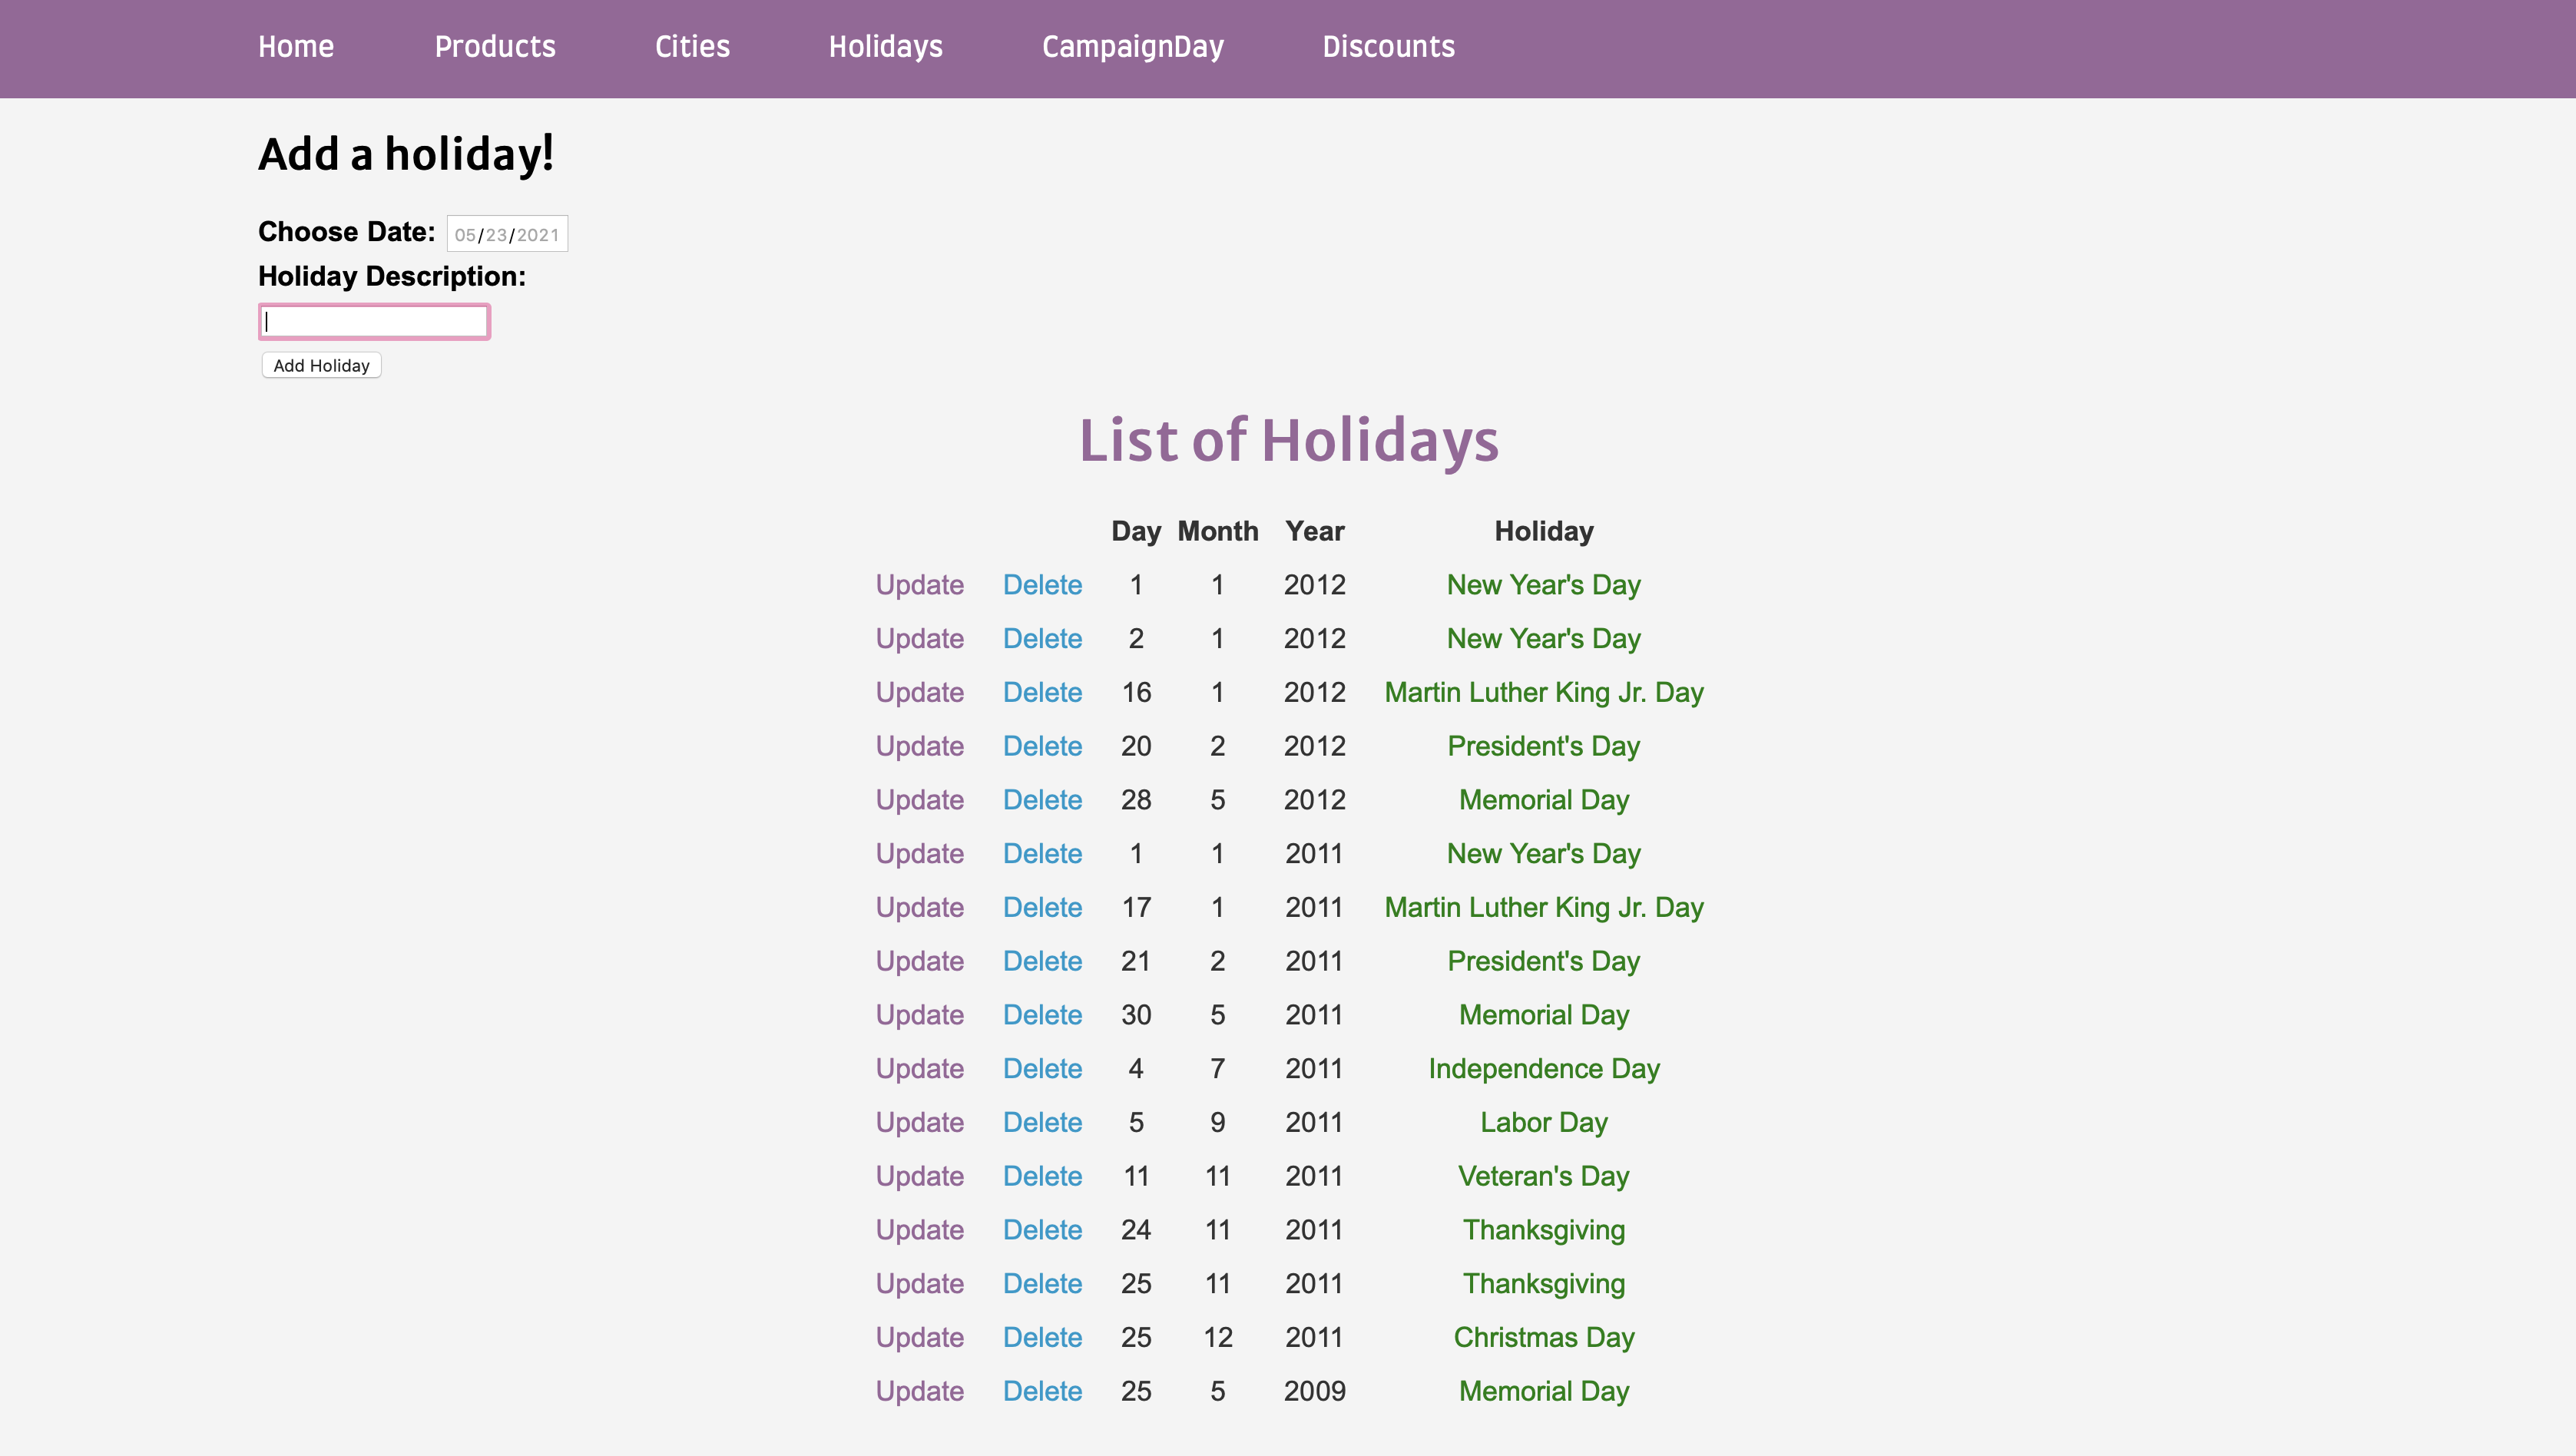 Home Products Cities Holidays CampaignDay Discounts
Add a holiday!
Choose Date: 05/23/2021
Holiday Description:
Add Holiday
List of Holidays
Day Month Year Holiday
Update Delete 1 1 2012 New Year's Day
Update Delete 2 1 2012 New Year's Day
Update Delete 16 1 2012 Martin Luther King Jr. Day
Update Delete 20 2 2012 President's Day
Update Delete 28 5 2012 Memorial Day
Update Delete 1 1 2011 New Year's Day
Update Delete 17 1 2011 Martin Luther King Jr. Day
Update Delete 21 2 2011 President's Day
Update Delete 30 5 2011 Memorial Day
Update Delete 4 7 2011 Independence Day
Update Delete 5 9 2011 Labor Day
Update Delete 11 11 2011 Veteran's Day
Update Delete 24 11 2011 Thanksgiving
Update Delete 25 11 2011 Thanksgiving
Update Delete 25 12 2011 Christmas Day
Update Delete 25 5 2009 Memorial Day